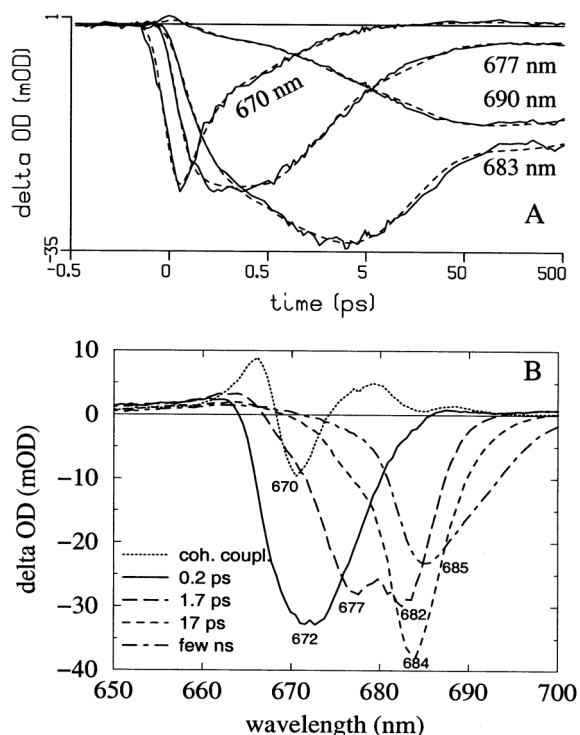 1
delta OD (mOD)
-35
670 nm
677 nm
690 nm
683 nm
A
-0.5 0 0.5 5 50 500
time (ps)
B
10
0
-10
-20
-30
-40
delta OD (mOD)
670
coh. coupl.
0.2 ps
1.7 ps
17 ps
few ns
672
677
682
684
685
650 660 670 680 690 700
wavelength (nm)